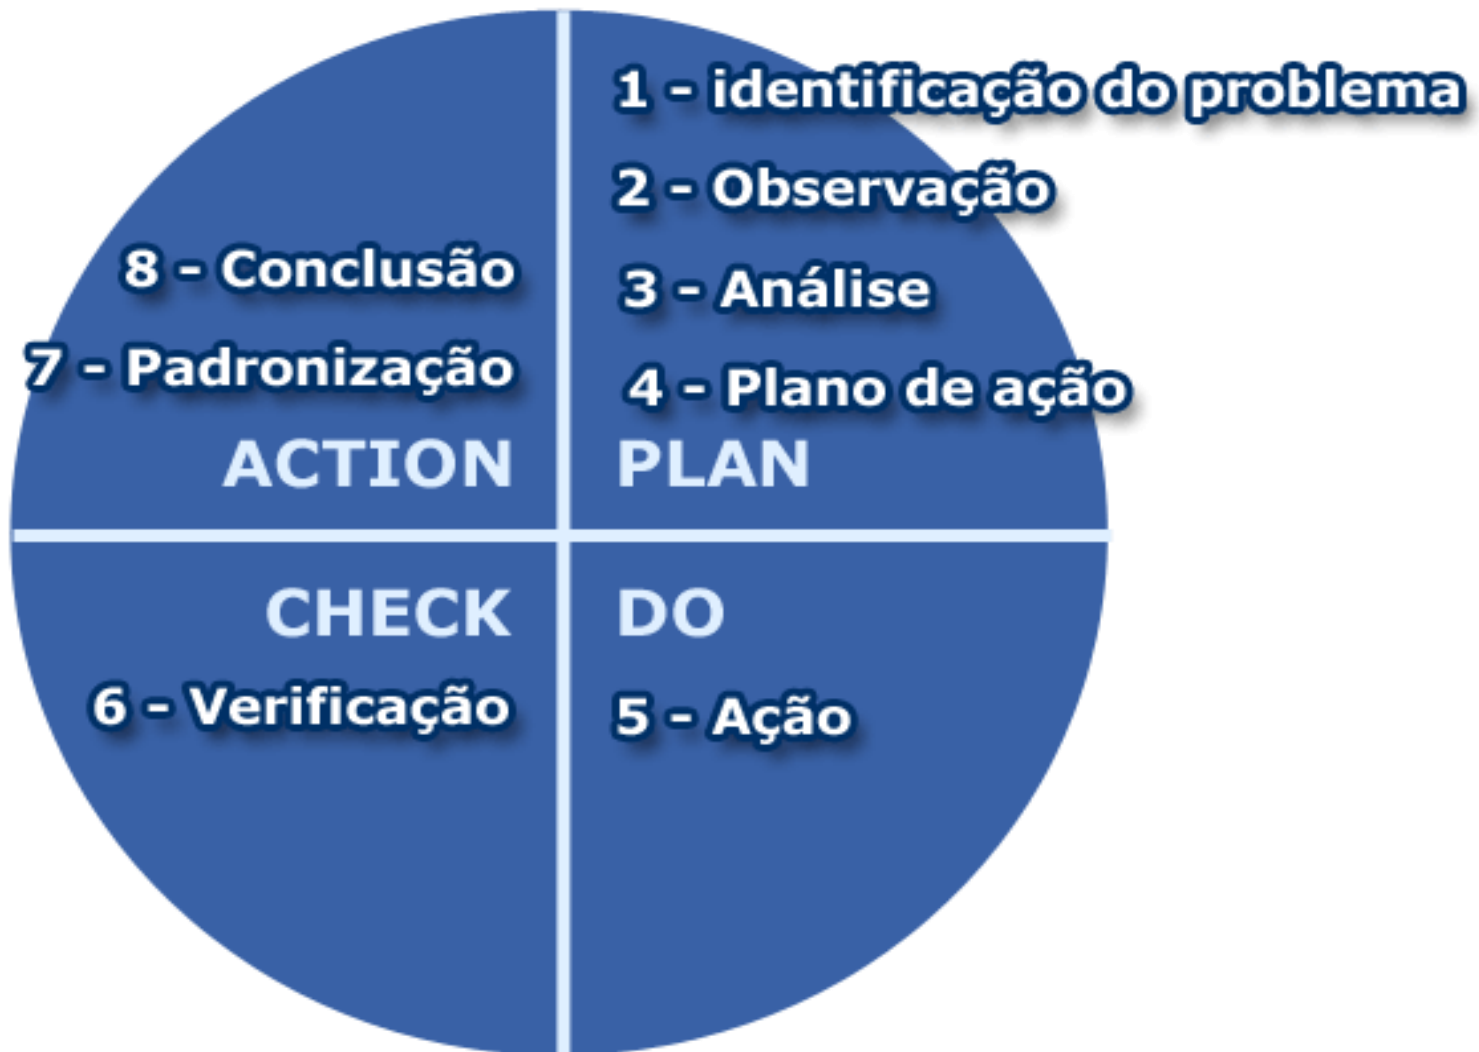 1 - identificação do problema
2 - Observação
3 - Análise
4 - Plano de ação
PLAN
DO
5 - Ação
CHECK
6 - Verificação
8 - Conclusão
7 - Padronização
ACTION